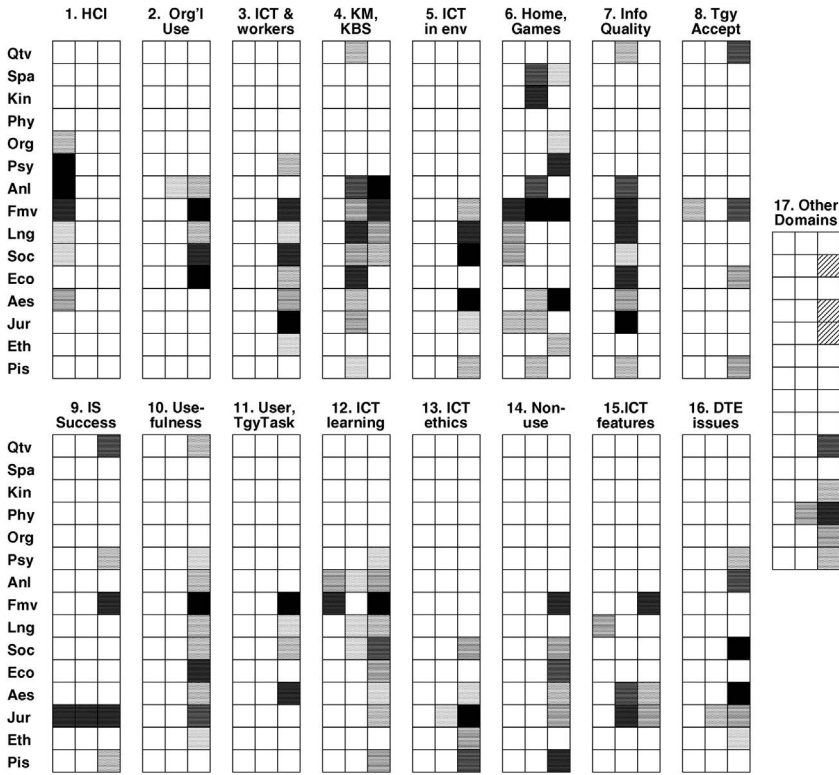 1. HCI
2. Org'l
Use
3. ICT &
workers
4. KM,
KBS
5. ICT
in env
6. Home,
Games
7. Info
Quality
8. Tgy
Accept
Qtv
Spa
Kin
Phy
Org
Psy
Anl
Fmv
Lng
Soc
Eco
Aes
Jur
Eth
Pis
17. Other
Domains
9. IS
Success
10. Use-
fulness
11. User,
TgyTask
12. ICT
learning
13. ICT
ethics
14. Non-
use
15.ICT
features
16. DTE
issues
Qtv
Spa
Kin
Phy
Org
Psy
Anl
Fmv
Lng
Soc
Eco
Aes
Jur
Eth
Pis